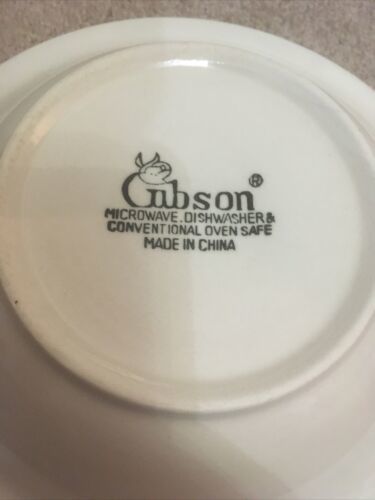 Gibson®
MICROWAVE.DISHWASHER&
CONVENTIONAL OVEN SAFE
MADE IN CHINA